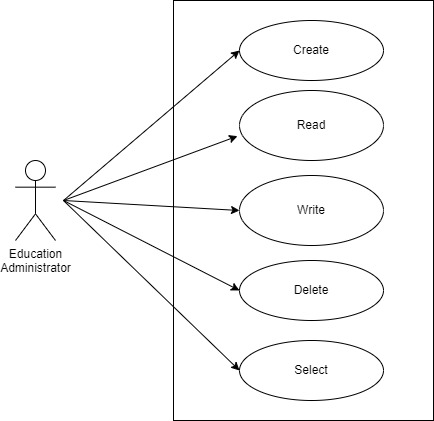 Create
Read
Write
Delete
Select
Education
Administrator